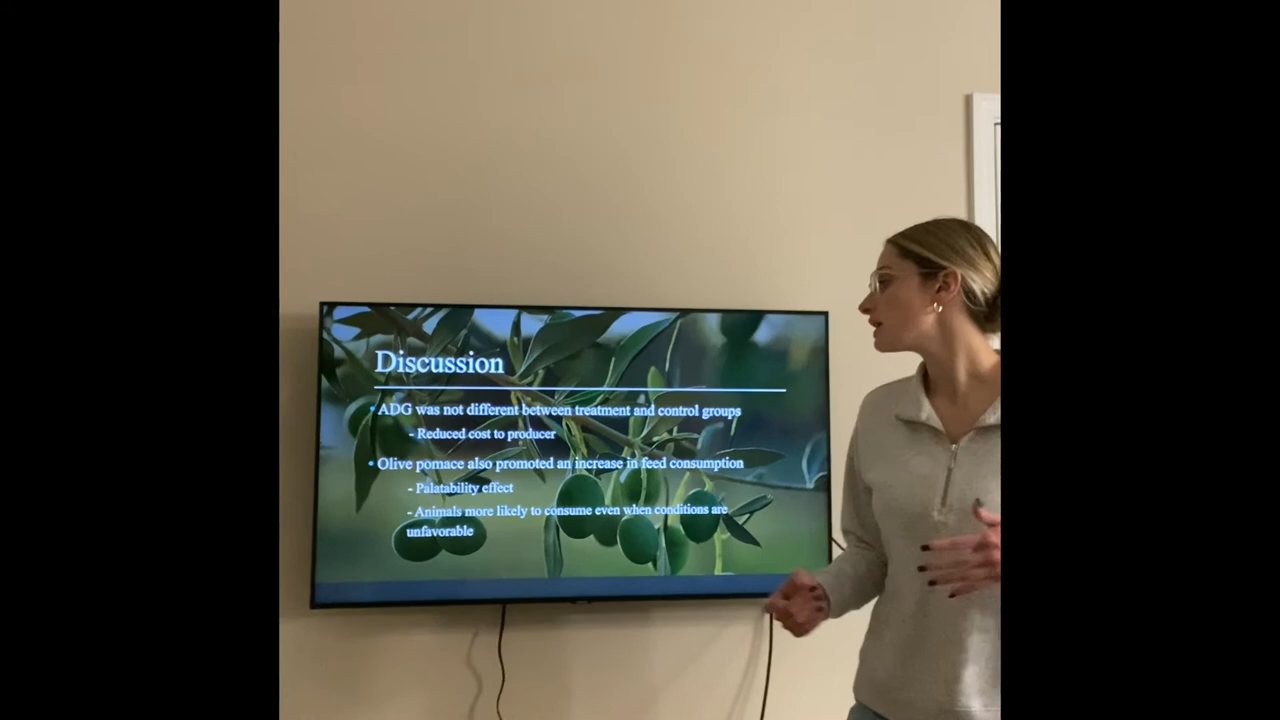 Discussion
• ADG was not different between treatment and control groups
- Reduced cost to producer
• Olive pomace also promoted an increase in feed consumption
- Palatability effect
- Animals more likely to consume even when conditions are
unfavorable